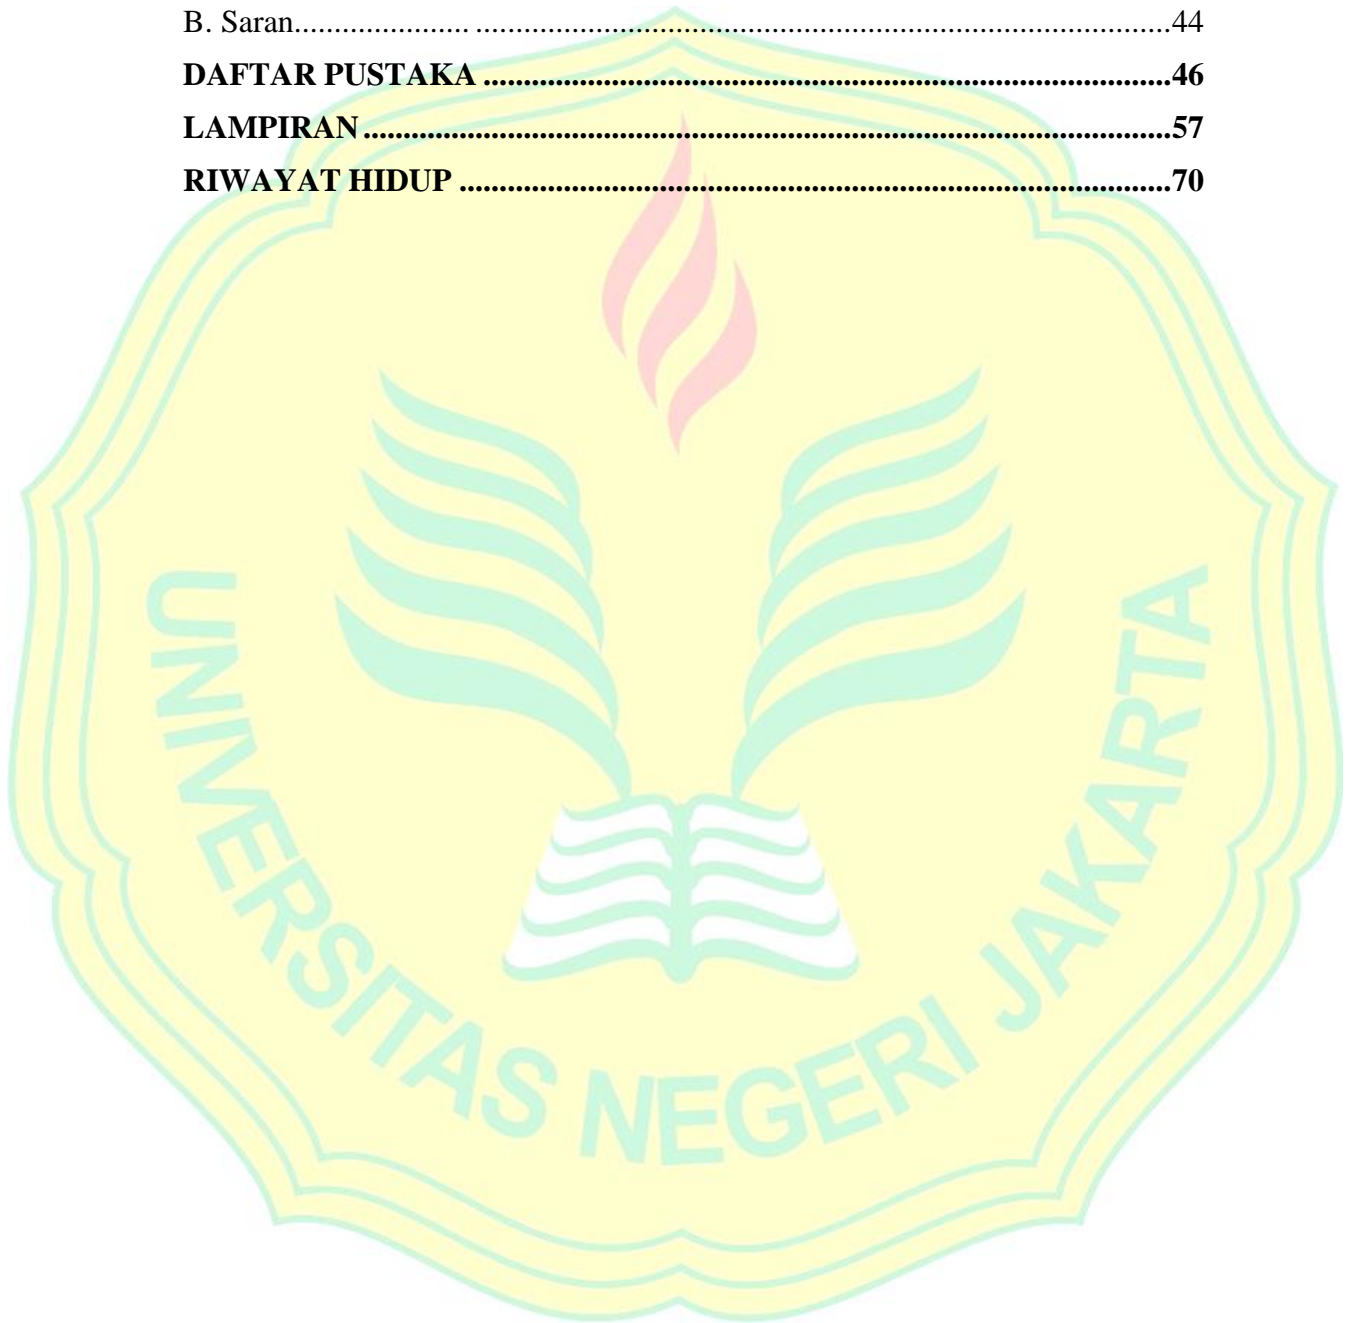 B. Saran.................... ................................................................................44
DAFTAR PUSTAKA ......................................................................................46
LAMPIRAN.....................................................................................................57
RIWAYAT HIDUP .........................................................................................70
UNIVERSITAS NEGERI JAKARTA